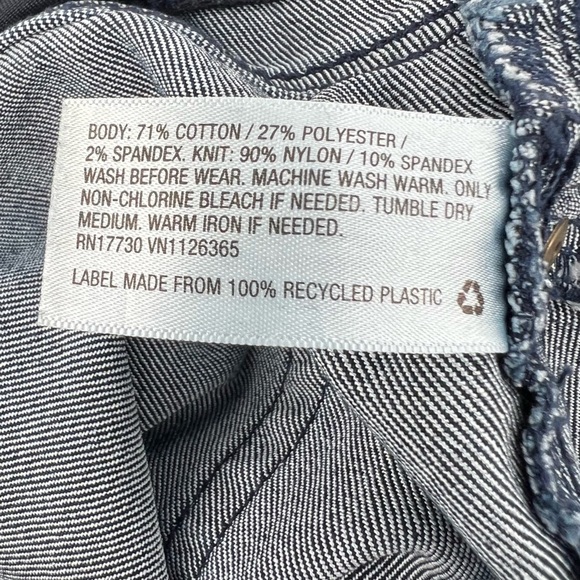 BODY: 71% COTTON / 27% POLYESTER /
2% SPANDEX. KNIT: 90% NYLON / 10% SPANDEX
WASH BEFORE WEAR. MACHINE WASH WARM. ONLY
NON-CHLORINE BLEACH IF NEEDED. TUMBLE DRY
MEDIUM. WARM IRON IF NEEDED.
RN17730 VN1126365
LABEL MADE FROM 100% RECYCLED PLASTIC